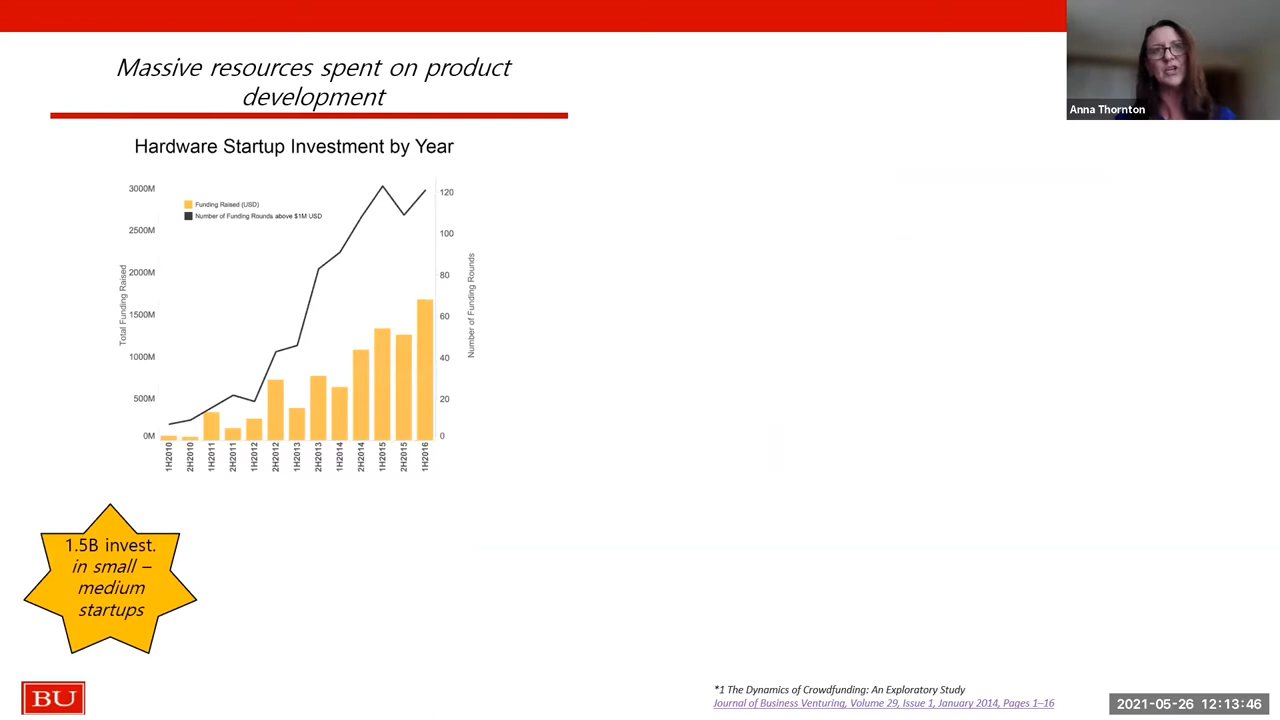 Massive resources spent on product
development
Anna Thornton
Hardware Startup Investment by Year
Funding Raised (USD)
Number of Funding Rounds above $1M USD
Total Funding Raised
3000M
2500M
2000M
1500M
1000M
500M
0M
120
100
80
60
40
20
0
Number of Funding Rounds
1H2010
2H2010
1H2011
2H2011
1H2012
2H2012
1H2013
2H2013
1H2014
2H2014
1H2015
2H2015
1H2016
1.5B invest.
in small –
medium
startups
BU
*1 The Dynamics of Crowdfunding: An Exploratory Study
Journal of Business Venturing, Volume 29, Issue 1, January 2014, Pages 1–16
2021-05-26 12:13:46